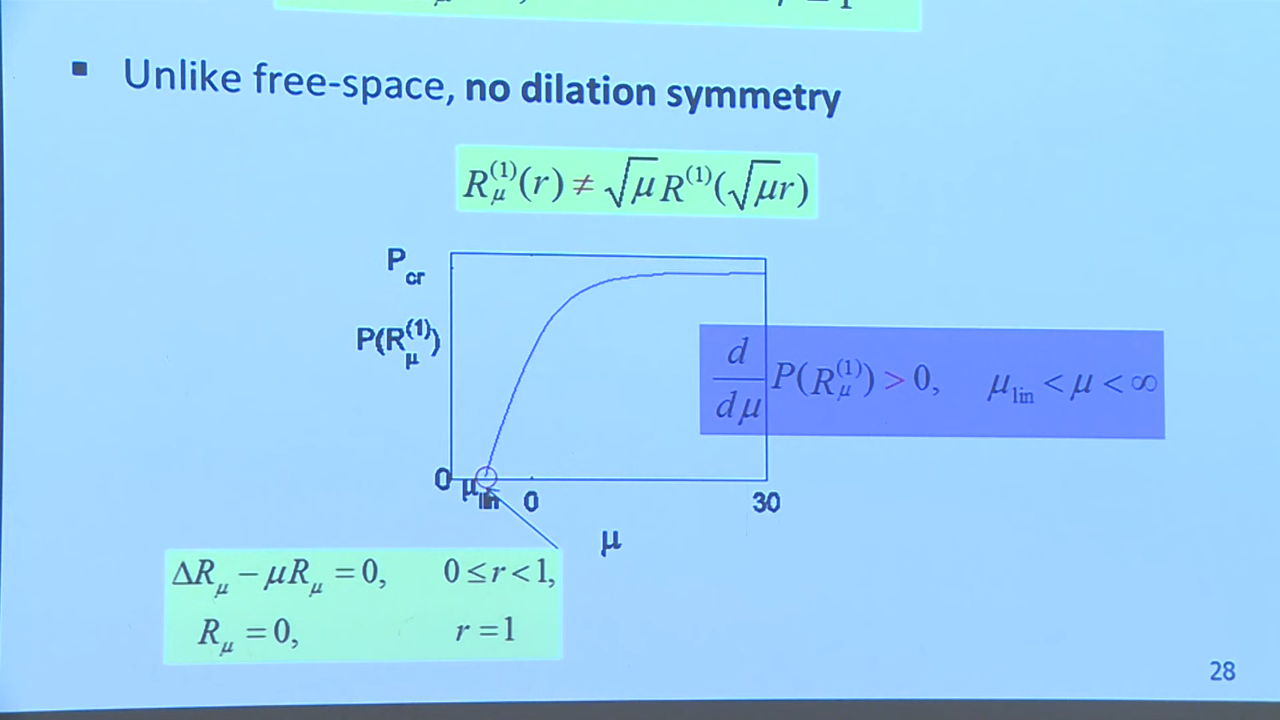 ▪ Unlike free-space, no dilation symmetry
R_μ^{(1)}(r) ≠ √μ R^{(1)}(√μ r)
P_cr
P(R_μ^{(1)})
d/dμ P(R_μ^{(1)}) > 0, μ_lin < μ < ∞
0 μ_lin 0 30
μ
ΔR_μ − μR_μ = 0, 0 ≤ r < 1,
R_μ = 0, r = 1
28